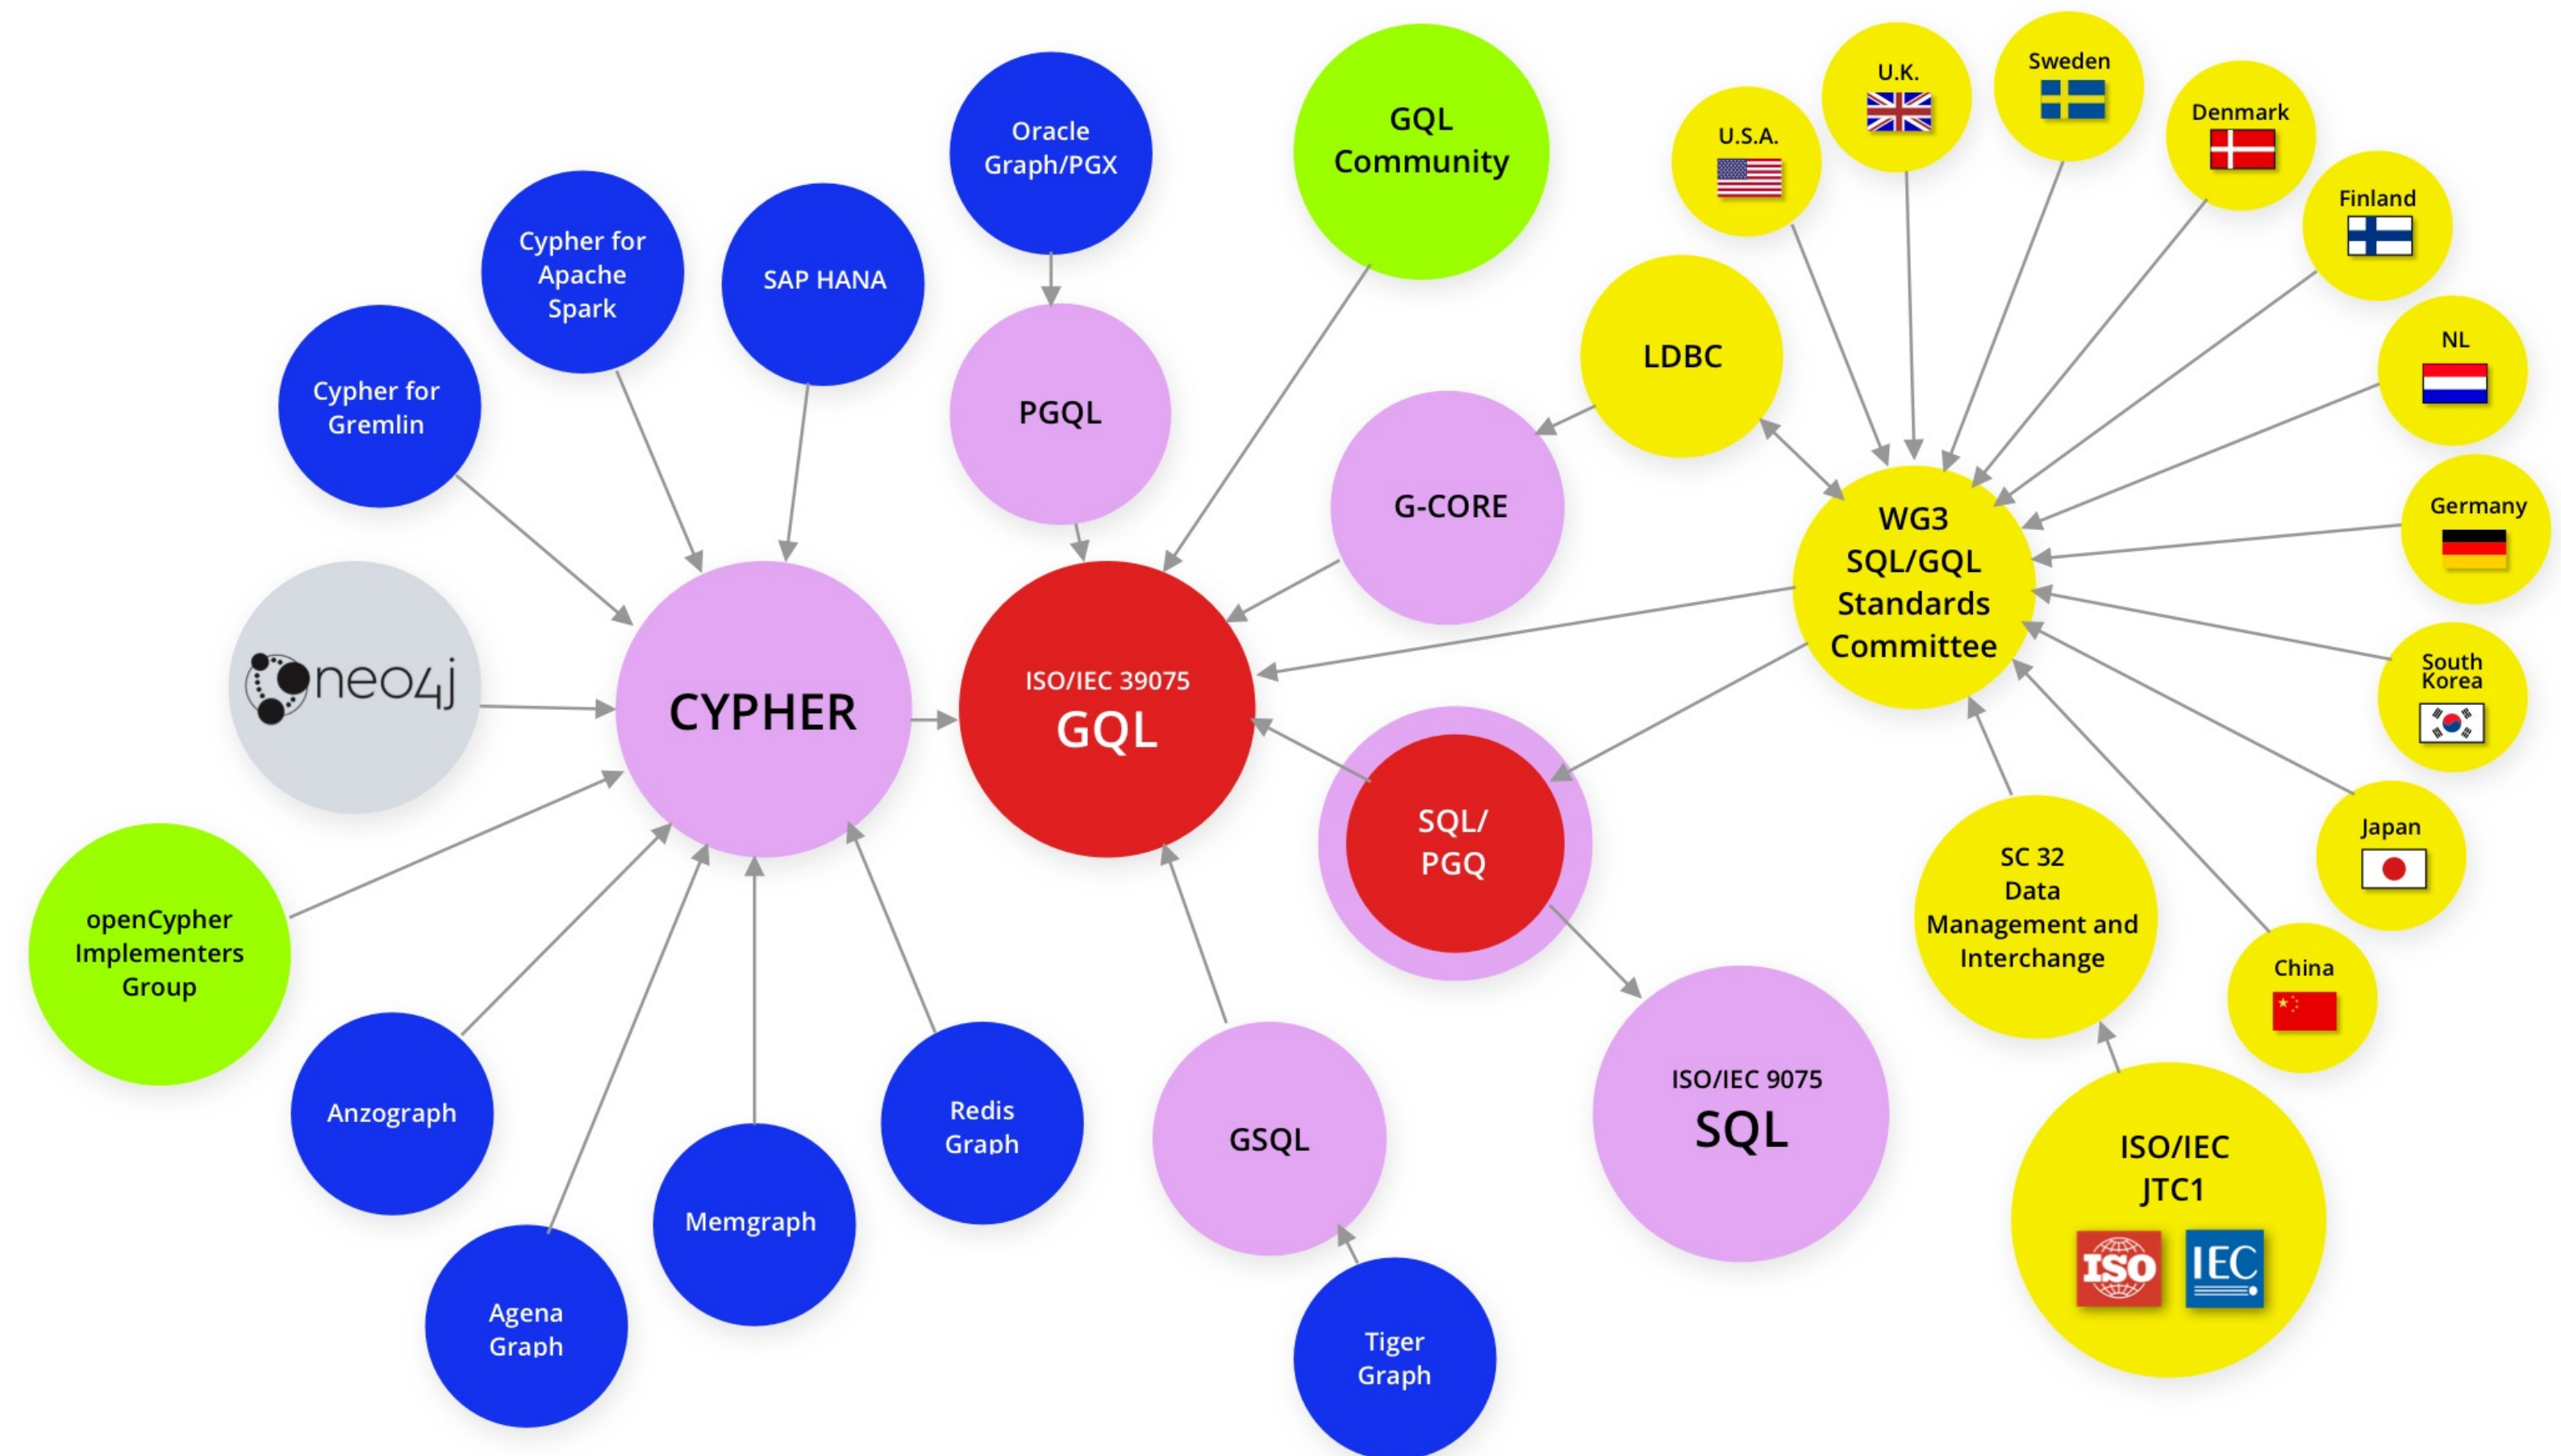 Oracle
Graph/PGX
GQL
Community
U.S.A.
U.K.
Sweden
Denmark
Finland
NL
Germany
South
Korea
Japan
China
Cypher for
Apache
Spark
SAP HANA
Cypher for
Gremlin
PGQL
LDBC
G-CORE
WG3
SQL/GQL
Standards
Committee
neo4j
CYPHER
ISO/IEC 39075
GQL
SQL/
PGQ
SC 32
Data
Management and
Interchange
openCypher
Implementers
Group
Anzograph
Agena
Graph
Memgraph
Redis
Graph
GSQL
Tiger
Graph
ISO/IEC 9075
SQL
ISO/IEC
JTC1
ISO
IEC